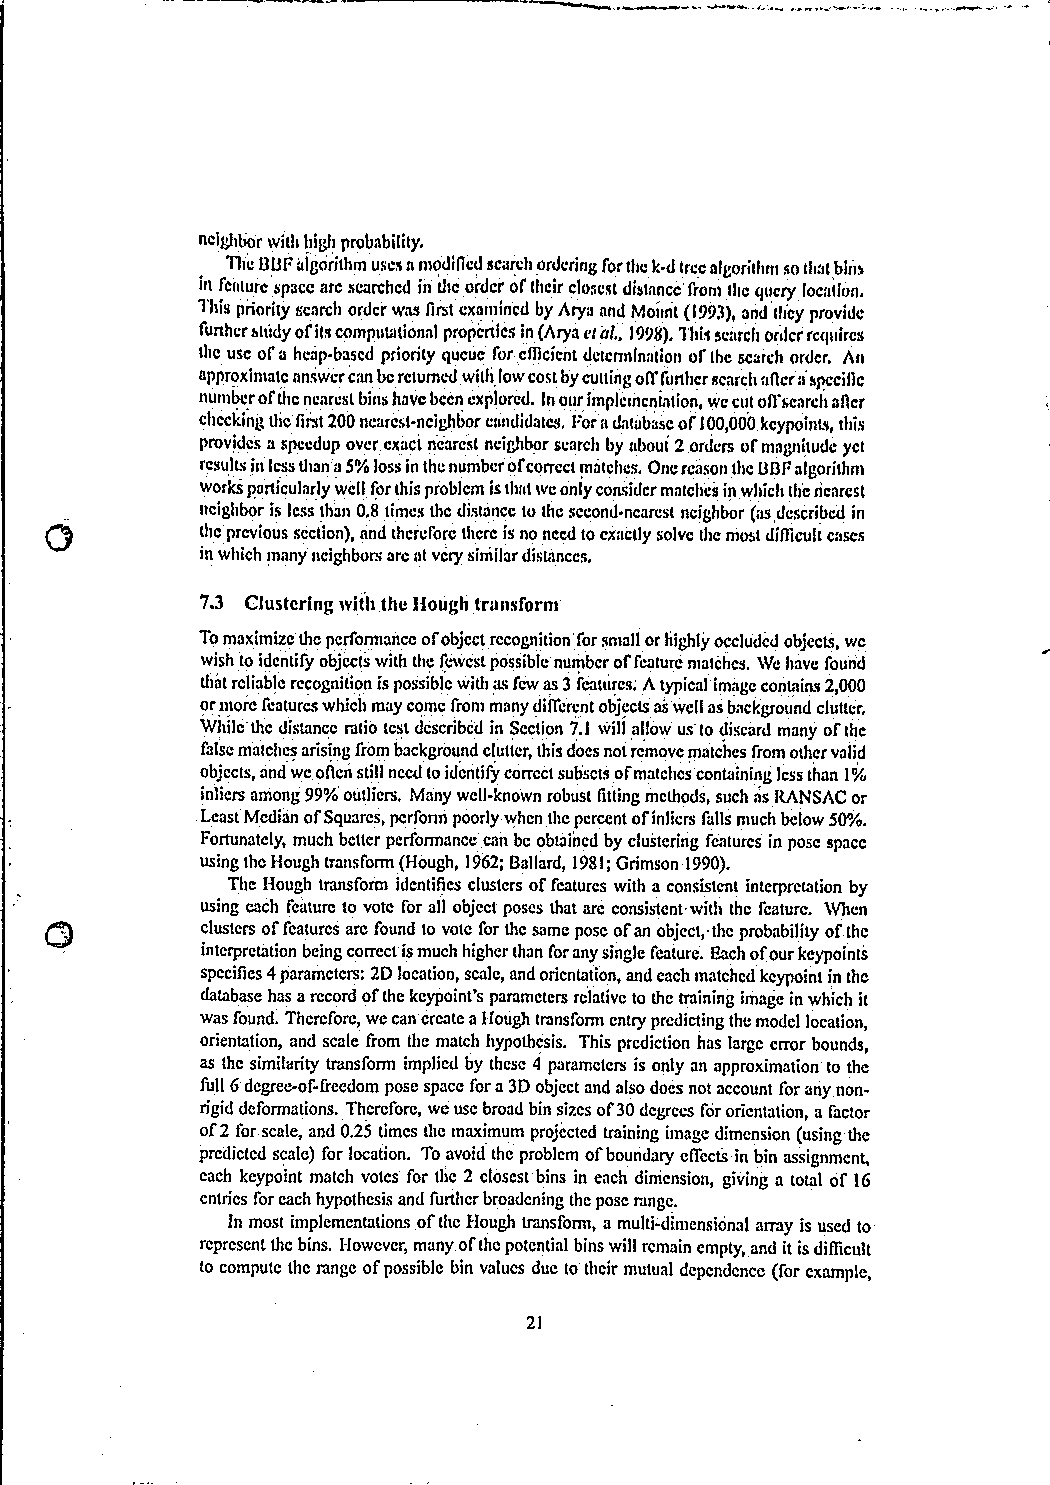 neighbor with high probability.
The BBF algorithm uses a modified search ordering for the k-d tree algorithm so that bins
in feature space are searched in the order of their closest distance from the query location.
This priority search order was first examined by Arya and Mount (1993), and they provide
further study of its computational properties in (Arya et al., 1998). This search order requires
the use of a heap-based priority queue for efficient determination of the search order. An
approximate answer can be returned with low cost by cutting off further search after a specific
number of the nearest bins have been explored. In our implementation, we cut off search after
checking the first 200 nearest-neighbor candidates. For a database of 100,000 keypoints, this
provides a speedup over exact nearest neighbor search by about 2 orders of magnitude yet
results in less than a 5% loss in the number of correct matches. One reason the BBF algorithm
works particularly well for this problem is that we only consider matches in which the nearest
neighbor is less than 0.8 times the distance to the second-nearest neighbor (as described in
the previous section), and therefore there is no need to exactly solve the most difficult cases
in which many neighbors are at very similar distances.
7.3 Clustering with the Hough transform
To maximize the performance of object recognition for small or highly occluded objects, we
wish to identify objects with the fewest possible number of feature matches. We have found
that reliable recognition is possible with as few as 3 features. A typical image contains 2,000
or more features which may come from many different objects as well as background clutter.
While the distance ratio test described in Section 7.1 will allow us to discard many of the
false matches arising from background clutter, this does not remove matches from other valid
objects, and we often still need to identify correct subsets of matches containing less than 1%
inliers among 99% outliers. Many well-known robust fitting methods, such as RANSAC or
Least Median of Squares, perform poorly when the percent of inliers falls much below 50%.
Fortunately, much better performance can be obtained by clustering features in pose space
using the Hough transform (Hough, 1962; Ballard, 1981; Grimson 1990).
The Hough transform identifies clusters of features with a consistent interpretation by
using each feature to vote for all object poses that are consistent with the feature. When
clusters of features are found to vote for the same pose of an object, the probability of the
interpretation being correct is much higher than for any single feature. Each of our keypoints
specifies 4 parameters: 2D location, scale, and orientation, and each matched keypoint in the
database has a record of the keypoint's parameters relative to the training image in which it
was found. Therefore, we can create a Hough transform entry predicting the model location,
orientation, and scale from the match hypothesis. This prediction has large error bounds,
as the similarity transform implied by these 4 parameters is only an approximation to the
full 6 degree-of-freedom pose space for a 3D object and also does not account for any non-
rigid deformations. Therefore, we use broad bin sizes of 30 degrees for orientation, a factor
of 2 for scale, and 0.25 times the maximum projected training image dimension (using the
predicted scale) for location. To avoid the problem of boundary effects in bin assignment,
each keypoint match votes for the 2 closest bins in each dimension, giving a total of 16
entries for each hypothesis and further broadening the pose range.
In most implementations of the Hough transform, a multi-dimensional array is used to
represent the bins. However, many of the potential bins will remain empty, and it is difficult
to compute the range of possible bin values due to their mutual dependence (for example,
21